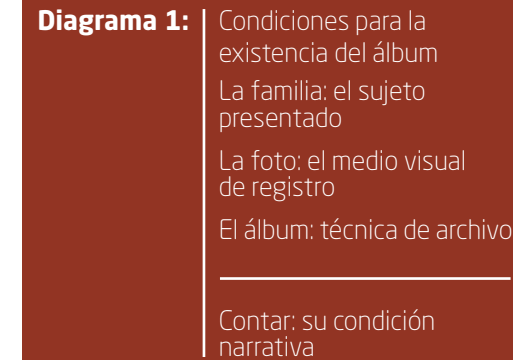 Diagrama 1: Condiciones para la
existencia del álbum
La familia: el sujeto
presentado
La foto: el medio visual
de registro
El álbum: técnica de archivo
Contar: su condición
narrativa